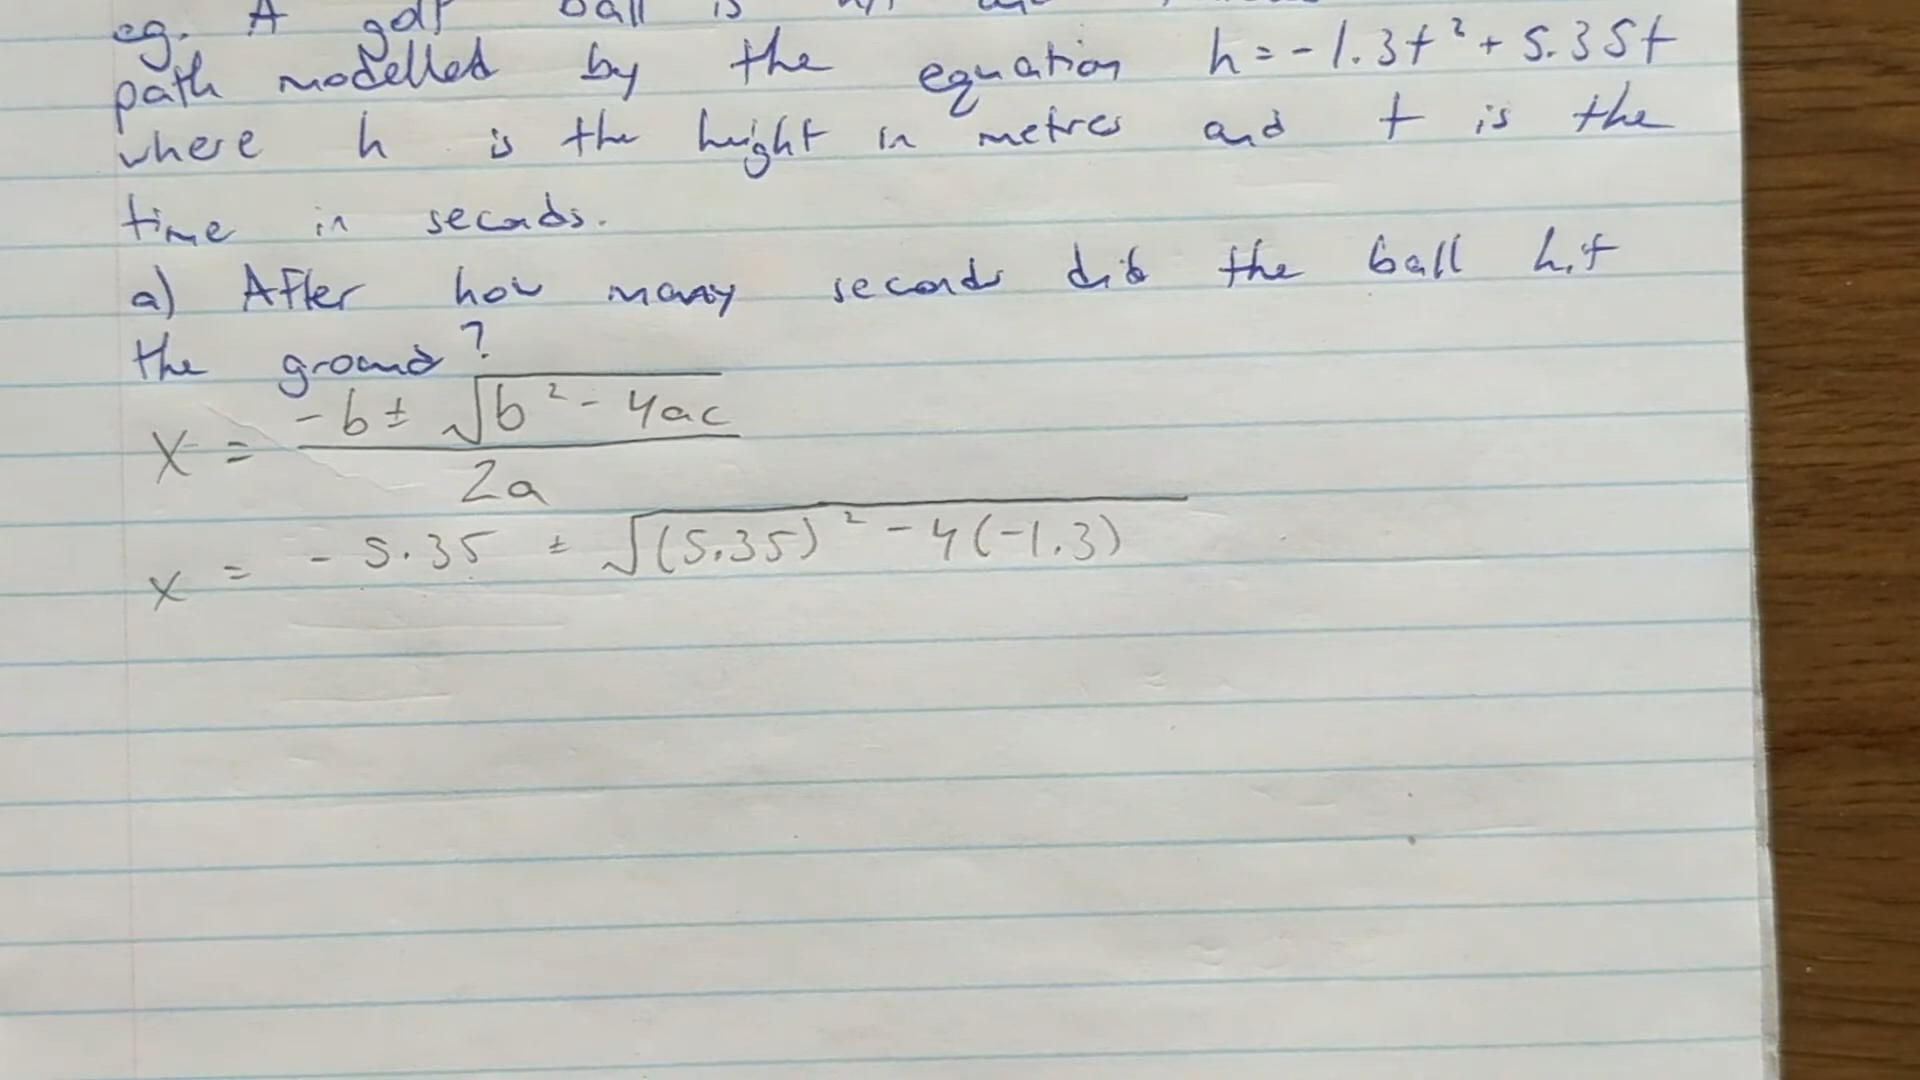 eg. A golf ball is
path modelled by the equation h = -1.3t² + 5.35t
where h is the height in metres and t is the
time in seconds.
a) After how many seconds did the ball hit
the ground?
x = (-b ± √(b² - 4ac)) / 2a
x = -5.35 ± √((5.35)² - 4(-1.3)